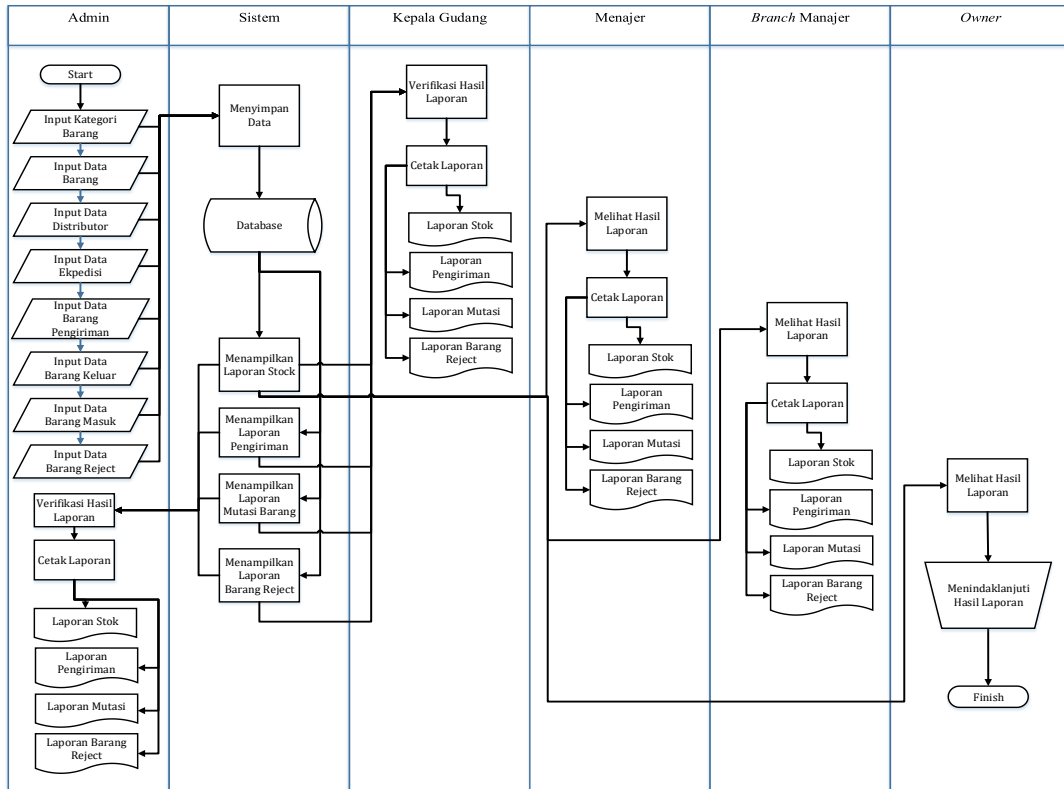 Admin
Sistem
Kepala Gudang
Menajer
Branch Manajer
Owner
Start
Input Kategori
Barang
Input Data
Barang
Input Data
Distributor
Input Data
Ekpedisi
Input Data
Barang
Pengiriman
Input Data
Barang Keluar
Input Data
Barang Masuk
Input Data
Barang Reject
Verifikasi Hasil
Laporan
Cetak Laporan
Laporan Stok
Laporan
Pengiriman
Laporan Mutasi
Laporan Barang
Reject
Menyimpan
Data
Database
Menampilkan
Laporan Stock
Menampilkan
Laporan
Pengiriman
Menampilkan
Laporan
Mutasi Barang
Menampilkan
Laporan
Barang Reject
Verifikasi Hasil
Laporan
Cetak Laporan
Laporan Stok
Laporan
Pengiriman
Laporan Mutasi
Laporan Barang
Reject
Melihat Hasil
Laporan
Cetak Laporan
Laporan Stok
Laporan
Pengiriman
Laporan Mutasi
Laporan Barang
Reject
Melihat Hasil
Laporan
Cetak Laporan
Laporan Stok
Laporan
Pengiriman
Laporan Mutasi
Laporan Barang
Reject
Melihat Hasil
Laporan
Menindaklanjuti
Hasil Laporan
Finish